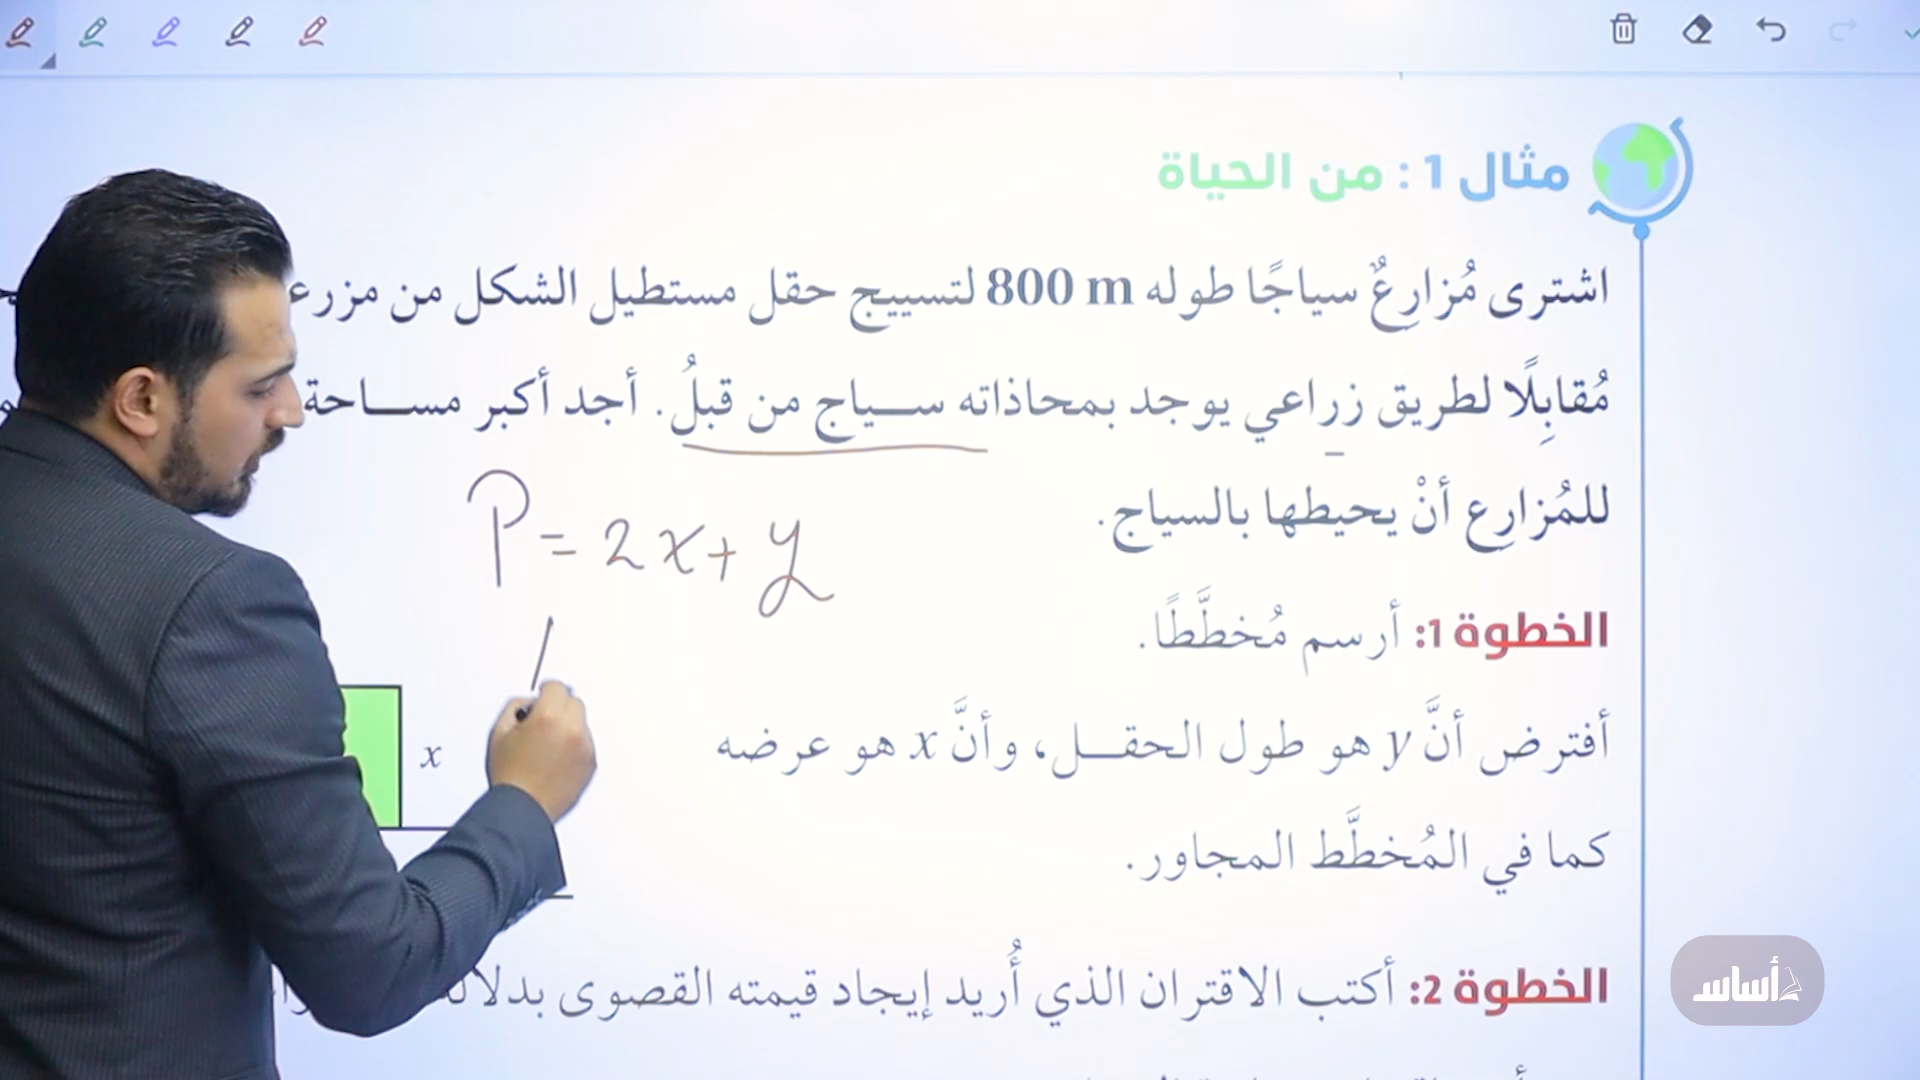 مثال 1 : من الحياة
اشترى مُزارِعٌ سياجًا طوله 800 m لتسييج حقل مستطيل الشكل من
مُقابِلًا لطريق زراعي يوجد بمحاذاته سياج من قبلُ. أجد أكبر مساحة
للمُزارِع أنْ يحيطها بالسياج.
P = 2x + y
الخطوة 1: أرسم مُخطَّطًا.
أفترض أنَّ y هو طول الحقل، وأنَّ x هو عرضه
x
كما في المُخطَّط المجاور.
الخطوة 2: أكتب الاقتران الذي أُريد إيجاد قيمته القصوى
أساس